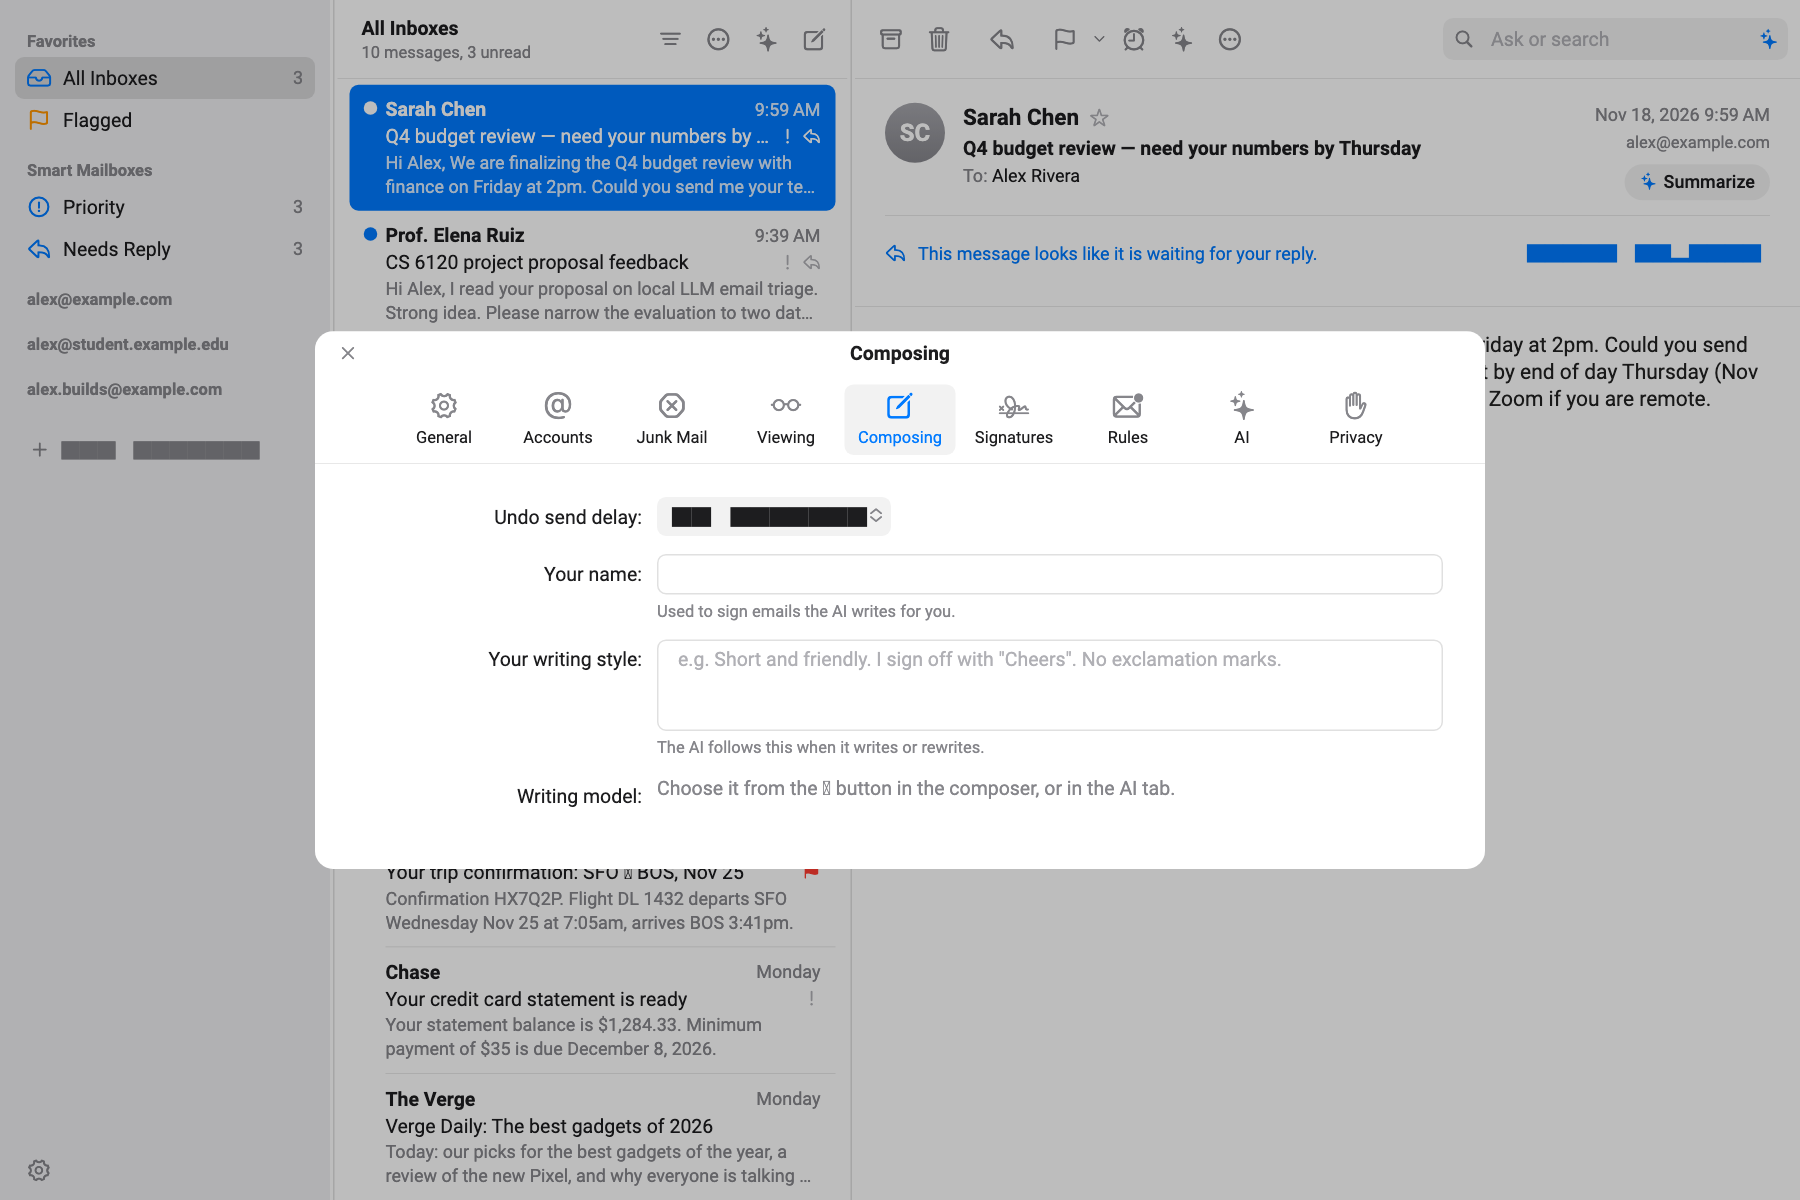 Favorites
All Inboxes 3
Flagged
Smart Mailboxes
Priority 3
Needs Reply 3
alex@example.com
alex@student.example.edu
alex.builds@example.com
All Inboxes
10 messages, 3 unread
Sarah Chen 9:59 AM
Q4 budget review — need your numbers by ... !
Hi Alex, We are finalizing the Q4 budget review with
finance on Friday at 2pm. Could you send me your te...
Prof. Elena Ruiz 9:39 AM
CS 6120 project proposal feedback !
Hi Alex, I read your proposal on local LLM email triage.
Strong idea. Please narrow the evaluation to two dat...
Your trip confirmation: SFO BOS, Nov 25
Confirmation HX7Q2P. Flight DL 1432 departs SFO
Wednesday Nov 25 at 7:05am, arrives BOS 3:41pm.
Chase Monday
Your credit card statement is ready !
Your statement balance is $1,284.33. Minimum
payment of $35 is due December 8, 2026.
The Verge Monday
Verge Daily: The best gadgets of 2026
Today: our picks for the best gadgets of the year, a
review of the new Pixel, and why everyone is talking ...
Ask or search
SC
Sarah Chen
Nov 18, 2026 9:59 AM
Q4 budget review — need your numbers by Thursday
alex@example.com
To: Alex Rivera
Summarize
This message looks like it is waiting for your reply.
at 2pm. Could you send
by end of day Thursday (Nov
Zoom if you are remote.
Composing
General
Accounts
Junk Mail
Viewing
Composing
Signatures
Rules
AI
Privacy
Undo send delay:
Your name:
Used to sign emails the AI writes for you.
Your writing style: e.g. Short and friendly. I sign off with "Cheers". No exclamation marks.
The AI follows this when it writes or rewrites.
Writing model: Choose it from the button in the composer, or in the AI tab.